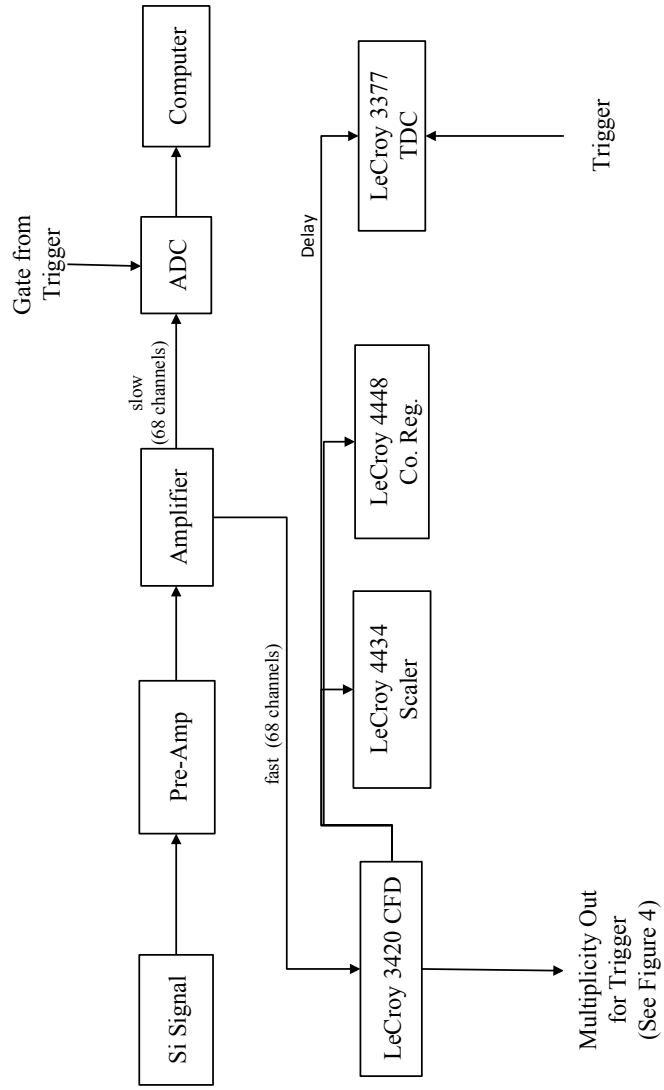 Gate from
Trigger
slow
(68 channels)
Si Signal
Pre-Amp
Amplifier
ADC
Computer
fast (68 channels)
Delay
LeCroy 3420 CFD
LeCroy 4434
Scaler
LeCroy 4448
Co. Reg.
LeCroy 3377
TDC
Multiplicity Out
for Trigger
(See Figure 4)
Trigger